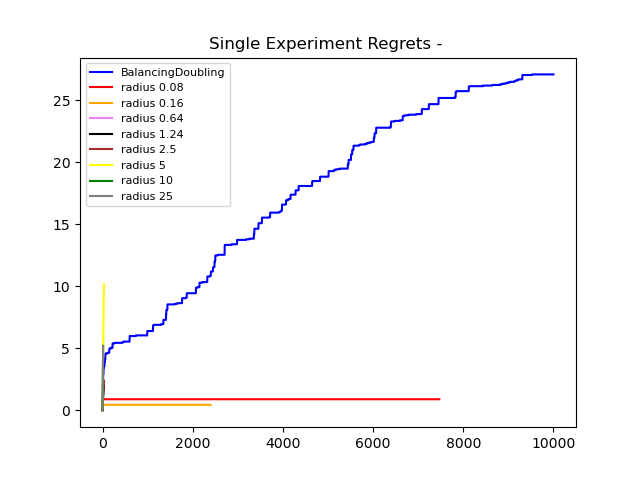 Single Experiment Regrets -
BalancingDoubling
radius 0.08
radius 0.16
radius 0.64
radius 1.24
radius 2.5
radius 5
radius 10
radius 25
25
20
15
10
5
0
0 2000 4000 6000 8000 10000